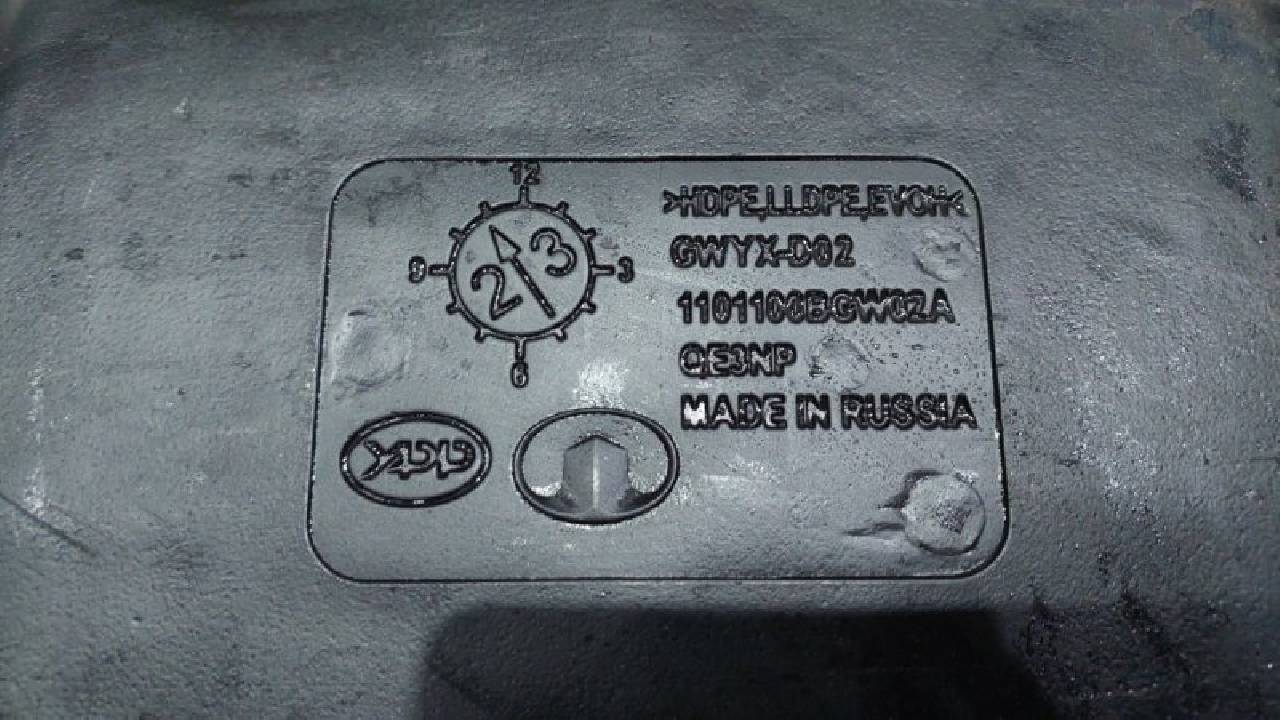 12
9
2 3
3
6
>HDPE,LLDPE,EVOH<
GWYX-D02
1101100BGW02A
QE3NP
MADE IN RUSSIA